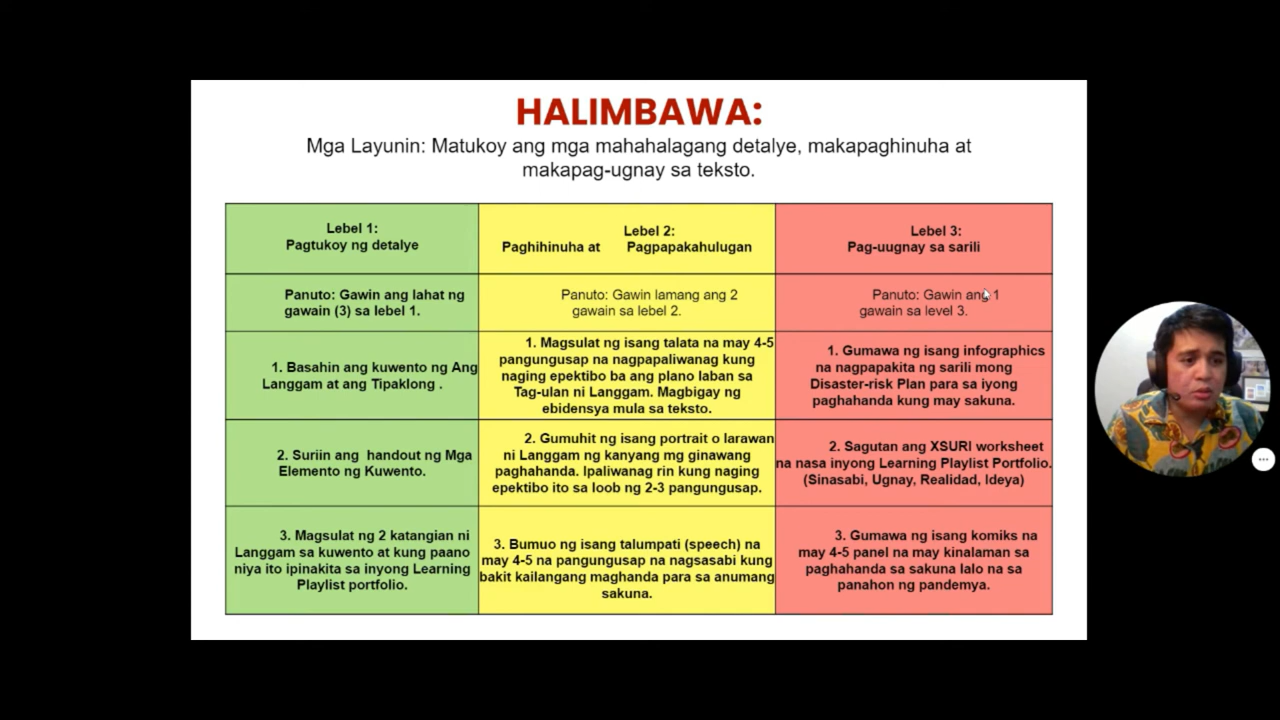 HALIMBAWA:
Mga Layunin: Matukoy ang mga mahahalagang detalye, makapaghinuha at
makapag-ugnay sa teksto.
Lebel 1:
Pagtukoy ng detalye
Lebel 2:
Paghihinuha at Pagpapakahulugan
Lebel 3:
Pag-uugnay sa sarili
Panuto: Gawin ang lahat ng
gawain (3) sa lebel 1.
Panuto: Gawin lamang ang 2
gawain sa lebel 2.
Panuto: Gawin ang 1
gawain sa level 3.
1. Basahin ang kuwento ng Ang
Langgam at ang Tipaklong .
1. Magsulat ng isang talata na may 4-5
pangungusap na nagpapaliwanag kung
naging epektibo ba ang plano laban sa
Tag-ulan ni Langgam. Magbigay ng
ebidensya mula sa teksto.
1. Gumawa ng isang infographics
na nagpapakita ng sarili mong
Disaster-risk Plan para sa iyong
paghahanda kung may sakuna.
2. Suriin ang handout ng Mga
Elemento ng Kuwento.
2. Gumuhit ng isang portrait o larawan
ni Langgam ng kanyang mg ginawang
paghahanda. Ipaliwanag rin kung naging
epektibo ito sa loob ng 2-3 pangungusap.
2. Sagutan ang XSURI worksheet
na nasa inyong Learning Playlist Portfolio.
(Sinasabi, Ugnay, Realidad, Ideya)
3. Magsulat ng 2 katangian ni
Langgam sa kuwento at kung paano
niya ito ipinakita sa inyong Learning
Playlist portfolio.
3. Bumuo ng isang talumpati (speech) na
may 4-5 na pangungusap na nagsasabi kung
bakit kailangang maghanda para sa anumang
sakuna.
3. Gumawa ng isang komiks na
may 4-5 panel na may kinalaman sa
paghahanda sa sakuna lalo na sa
panahon ng pandemya.